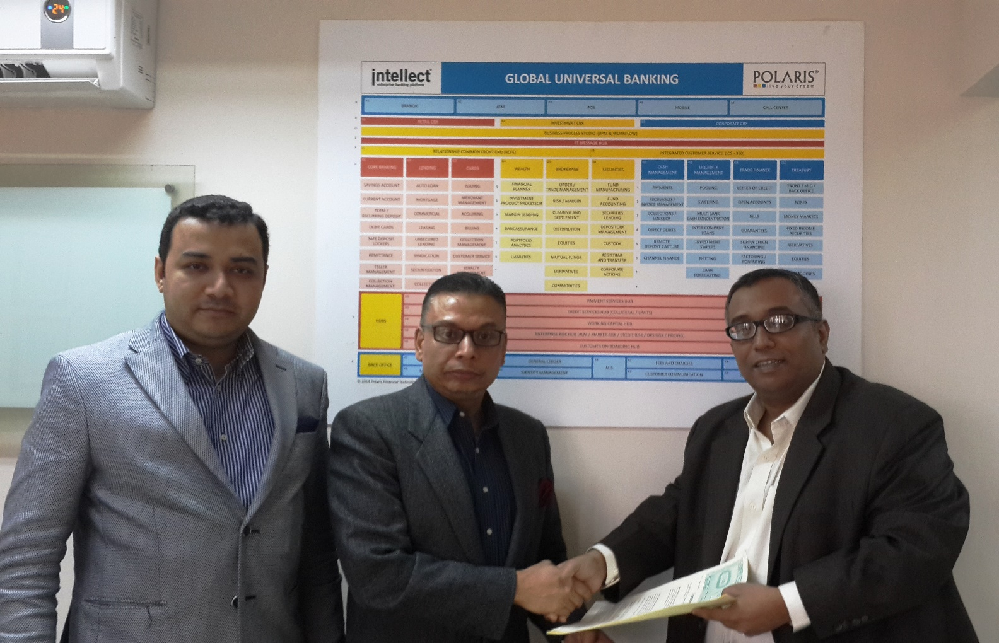 24
intellect
enterprise banking platform
GLOBAL UNIVERSAL BANKING
POLARIS®
live your dream
BRANCH
ATM
POS
MOBILE
CALL CENTER
RETAIL CBX
INVESTMENT CBX
CORPORATE CBX
BUSINESS PROCESS STUDIO (BPM & WORKFLOW)
FT MESSAGE HUB
RELATIONSHIP COMMON FRONT END (RCFE)
INTEGRATED CUSTOMER SERVICE (ICS - 360)
CORE BANKING
SAVINGS ACCOUNT
CURRENT ACCOUNT
TERM /
RECURRING DEPOSIT
DEBIT CARDS
SAFE DEPOSIT
LOCKERS
REMITTANCE
TELLER
MANAGEMENT
COLLECTION
MANAGEMENT
LENDING
AUTO LOAN
MORTGAGE
COMMERCIAL
LEASING
UNSECURED
LENDING
SYNDICATION
SECURITIZATION
CARDS
ISSUING
MERCHANT
MANAGEMENT
ACQUIRING
BILLING
COLLECTION
MANAGEMENT
CUSTOMER SERVICE
LOYALTY
WEALTH
FINANCIAL
PLANNER
INVESTMENT
PRODUCT PROCESSOR
MARGIN LENDING
BANCASSURANCE
PORTFOLIO
ANALYTICS
LIABILITIES
BROKERAGE
ORDER /
TRADE MANAGEMENT
RISK / MARGIN
CLEARING AND
SETTLEMENT
DISTRIBUTION
EQUITIES
MUTUAL FUNDS
DERIVATIVES
COMMODITIES
SECURITIES
FUND
MANUFACTURING
FUND
ACCOUNTING
SECURITIES
LENDING
DEPOSITORY
MANAGEMENT
CUSTODY
REGISTRAR
AND TRANSFER
CORPORATE
ACTIONS
CASH
MANAGEMENT
PAYMENTS
RECEIVABLES /
INVOICE MANAGEMENT
COLLECTIONS /
LOCKBOX
DIRECT DEBITS
REMOTE
DEPOSIT CAPTURE
CHANNEL FINANCE
LIQUIDITY
MANAGEMENT
POOLING
SWEEPING
MULTI BANK
CASH CONCENTRATION
INTER COMPANY
LOANS
INVESTMENT
SWEEPS
NETTING
CASH
FORECASTING
TRADE FINANCE
LETTER OF CREDIT
OPEN ACCOUNTS
BILLS
GUARANTEES
SUPPLY CHAIN
FINANCING
FACTORING /
FORFAITING
TREASURY
FRONT / MID /
BACK OFFICE
FOREX
MONEY MARKETS
FIXED INCOME
SECURITIES
DERIVATIVES
EQUITIES
HUBS
PAYMENT SERVICES HUB
CREDIT SERVICES HUB (COLLATERAL / LIMITS)
WORKING CAPITAL HUB
ENTERPRISE RISK HUB (ALM / MARKET RISK / CREDIT RISK / OPS RISK / PRICING)
CUSTOMER ON-BOARDING HUB
BACK OFFICE
GENERAL LEDGER
IDENTITY MANAGEMENT
MIS
FEES AND CHARGES
CUSTOMER COMMUNICATION
Polaris Financial